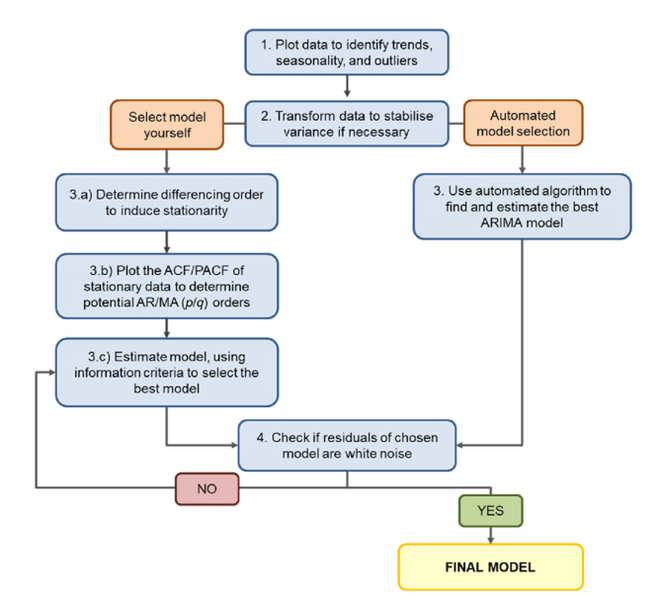 1. Plot data to identify trends,
seasonality, and outliers
Select model
yourself
2. Transform data to stabilise
variance if necessary
Automated
model selection
3.a) Determine differencing order
to induce stationarity
3. Use automated algorithm to
find and estimate the best
ARIMA model
3.b) Plot the ACF/PACF of
stationary data to determine
potential AR/MA (p/q) orders
3.c) Estimate model, using
information criteria to select the
best model
4. Check if residuals of chosen
model are white noise
NO
YES
FINAL MODEL